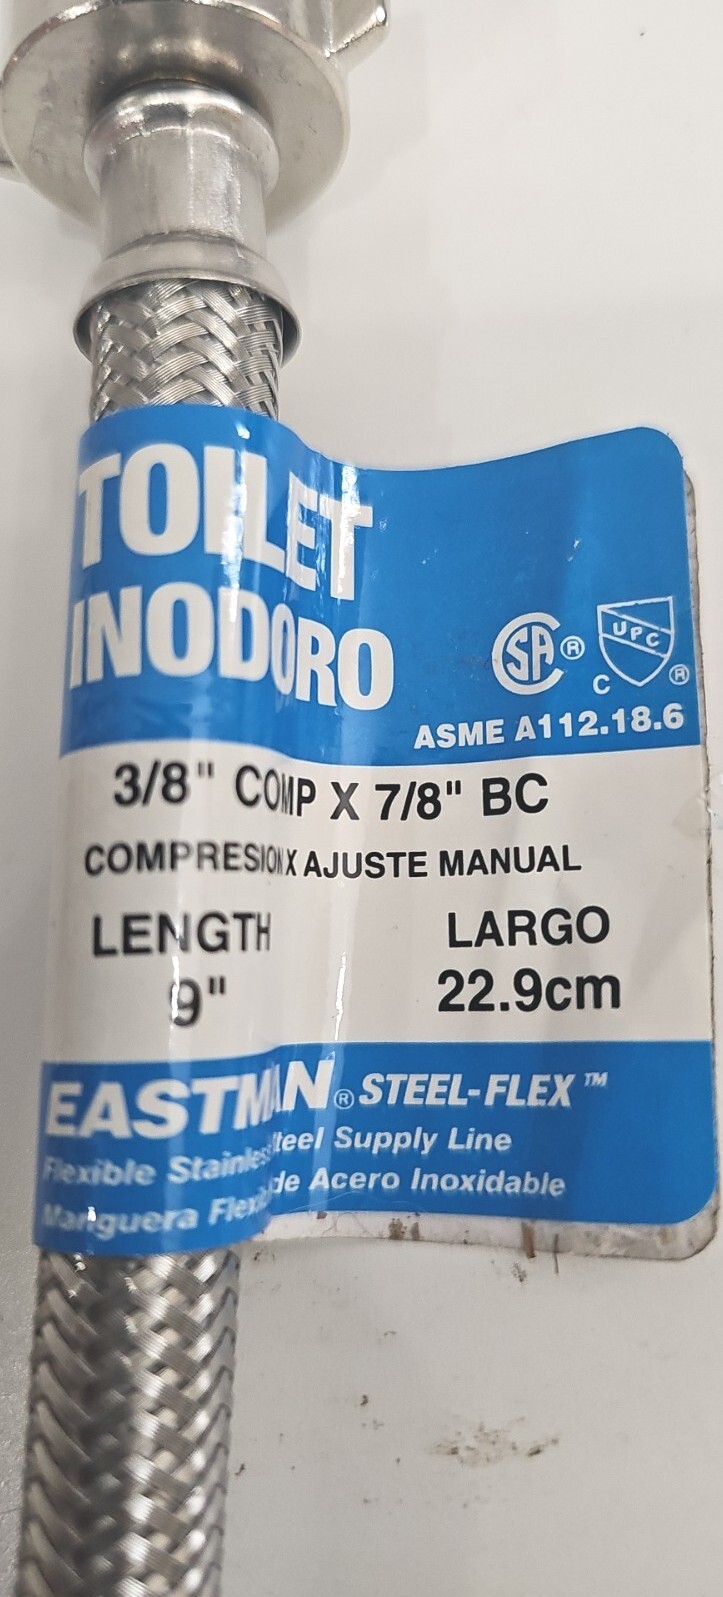 TOILET
INODORO
SA® UPC®
C
ASME A112.18.6
3/8" COMP X 7/8" BC
COMPRESION X AJUSTE MANUAL
LENGTH LARGO
9" 22.9cm
EASTMAN® STEEL-FLEX™
Flexible Stainless Steel Supply Line
Manguera Flexible de Acero Inoxidable